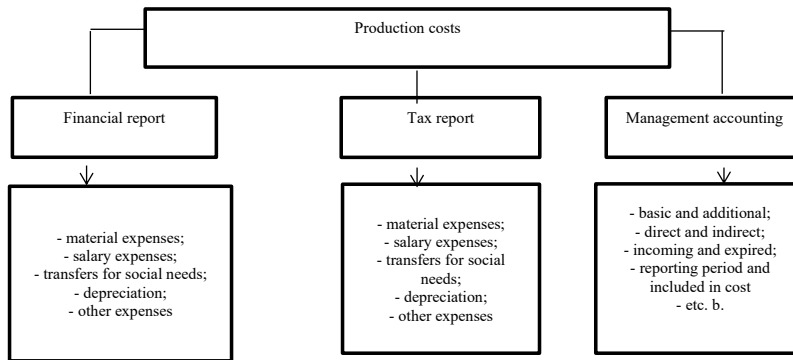 Production costs
Financial report
Tax report
Management accounting
- material expenses;
- salary expenses;
- transfers for social needs;
- depreciation;
- other expenses
- material expenses;
- salary expenses;
- transfers for social
needs;
- depreciation;
- other expenses
- basic and additional;
- direct and indirect;
- incoming and expired;
- reporting period and
included in cost
- etc. b.